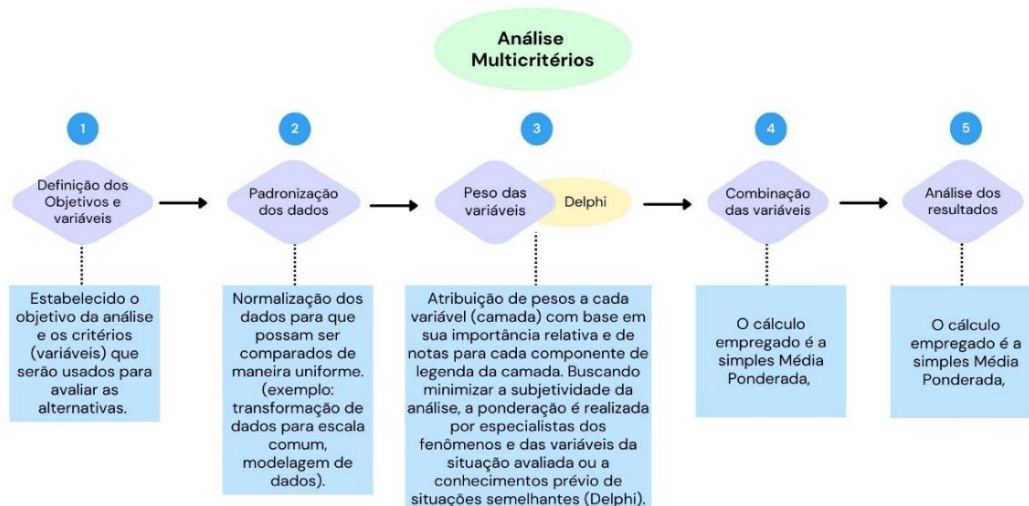 Análise
Multicritérios
1
2
3
4
5
Definição dos
Objetivos e
variáveis
Padronização
dos dados
Peso das
variáveis
Delphi
Combinação
das variáveis
Análise dos
resultados
Estabelecido o
objetivo da análise
e os critérios
(variáveis) que
serão usados para
avaliar as
alternativas.
Normalização dos
dados para que
possam ser
comparados de
maneira uniforme.
(exemplo:
transformação de
dados para escala
comum,
modelagem de
dados).
Atribuição de pesos a cada
variável (camada) com base em
sua importância relativa e de
notas para cada componente de
legenda da camada. Buscando
minimizar a subjetividade da
análise, a ponderação é realizada
por especialistas dos
fenômenos e das variáveis da
situação avaliada ou a
conhecimentos prévio de
situações semelhantes (Delphi).
O cálculo
empregado é a
simples Média
Ponderada,
O cálculo
empregado é a
simples Média
Ponderada,